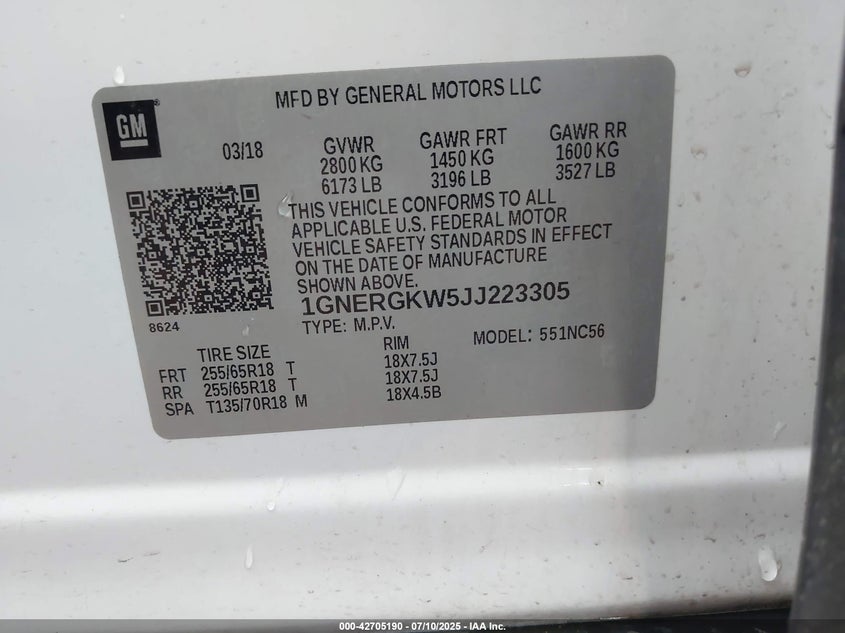 MFD BY GENERAL MOTORS LLC
GM
03/18
GVWR GAWR FRT GAWR RR
2800 KG 1450 KG 1600 KG
6173 LB 3196 LB 3527 LB
THIS VEHICLE CONFORMS TO ALL
APPLICABLE U.S. FEDERAL MOTOR
VEHICLE SAFETY STANDARDS IN EFFECT
ON THE DATE OF MANUFACTURE
SHOWN ABOVE.
1GNERGKW5JJ223305
8624
TYPE: M.P.V. MODEL: 551NC56
TIRE SIZE RIM
FRT 255/65R18 T 18X7.5J
RR 255/65R18 T 18X7.5J
SPA T135/70R18 M 18X4.5B
000-42705190 - 07/10/2025 - IAA Inc.